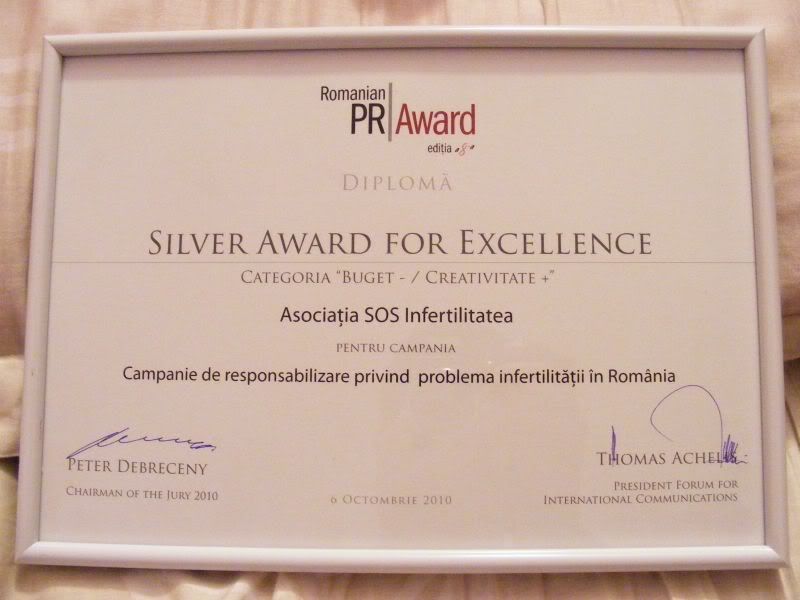 Romanian
PR Award
ediția 8
DIPLOMĂ
SILVER AWARD FOR EXCELLENCE
CATEGORIA "BUGET - / CREATIVITATE +"
Asociația SOS Infertilitatea
PENTRU CAMPANIA
Campanie de responsabilizare privind problema infertilității în România
PETER DEBRECENY
CHAIRMAN OF THE JURY 2010
6 OCTOMBRIE 2010
THOMAS
PRESIDENT FORUM FOR
INTERNATIONAL COMMUNICATIONS